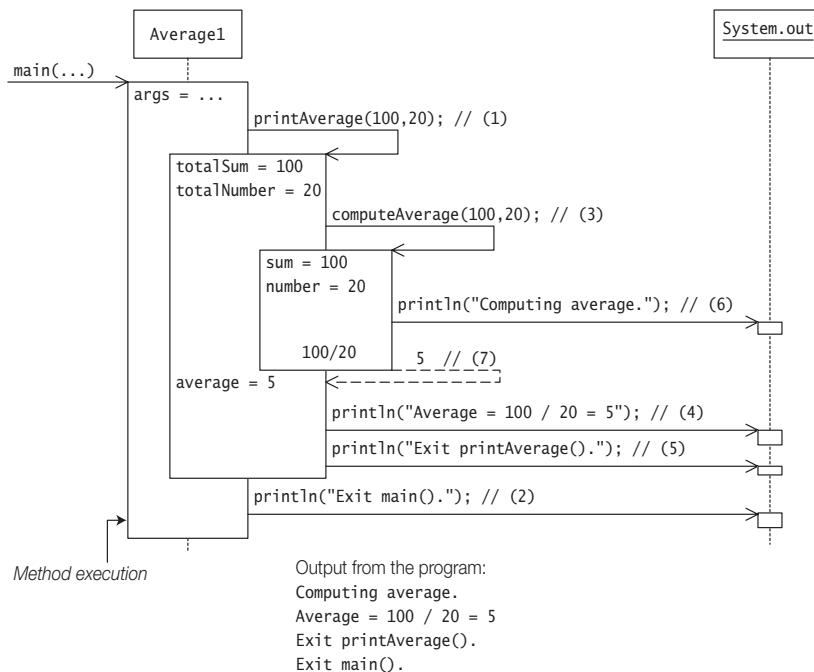 Average1
System.out
main(...)
args = ...
printAverage(100,20); // (1)
totalSum = 100
totalNumber = 20
computeAverage(100,20); // (3)
sum = 100
number = 20
println("Computing average."); // (6)
100/20
5 // (7)
average = 5
println("Average = 100 / 20 = 5"); // (4)
println("Exit printAverage()."); // (5)
println("Exit main()."); // (2)
Method execution
Output from the program:
Computing average.
Average = 100 / 20 = 5
Exit printAverage().
Exit main().